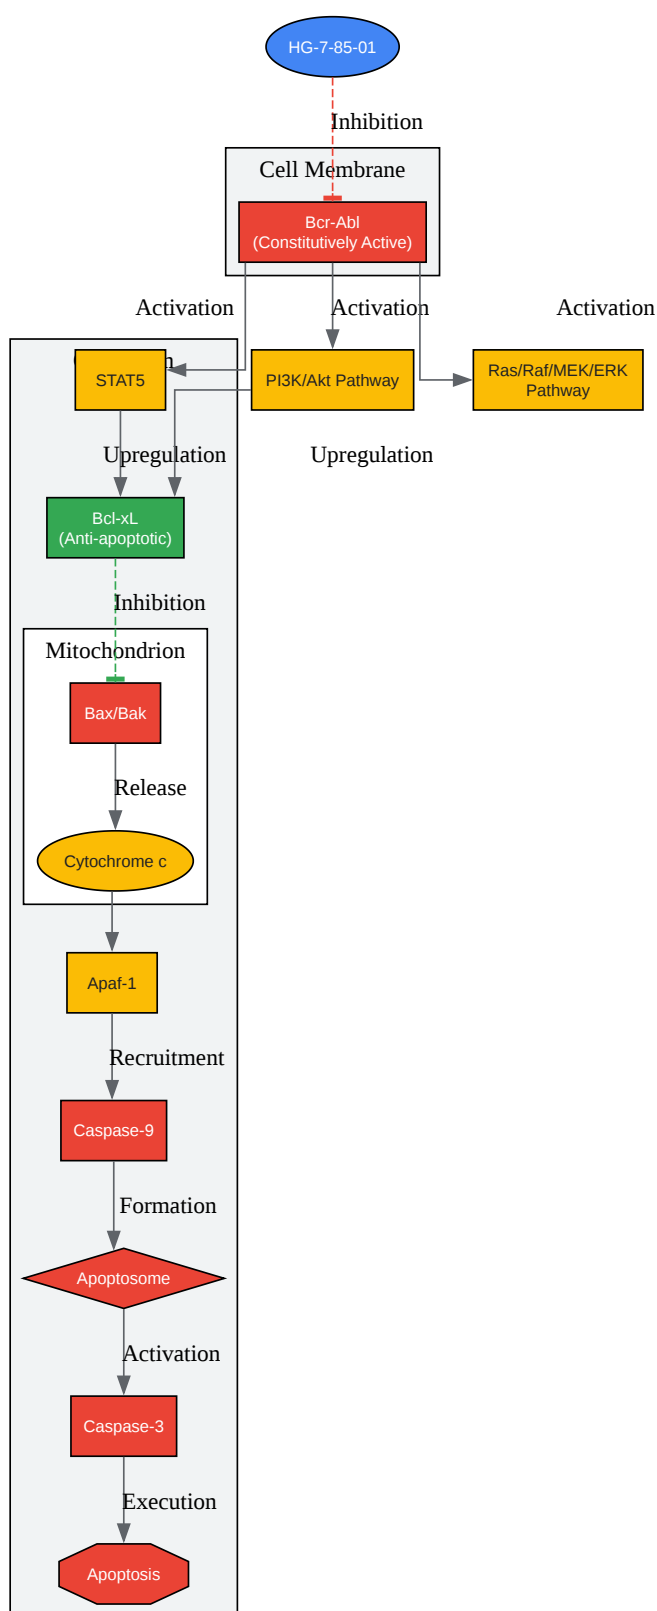 HG-7-85-01
Inhibition
Cell Membrane
Bcr-Abl
(Constitutively Active)
Activation
Activation
Activation
STAT5
PI3K/Akt Pathway
Ras/Raf/MEK/ERK
Pathway
Upregulation
Upregulation
Bcl-xL
(Anti-apoptotic)
Inhibition
Mitochondrion
Bax/Bak
Release
Cytochrome c
Apaf-1
Recruitment
Caspase-9
Formation
Apoptosome
Activation
Caspase-3
Execution
Apoptosis